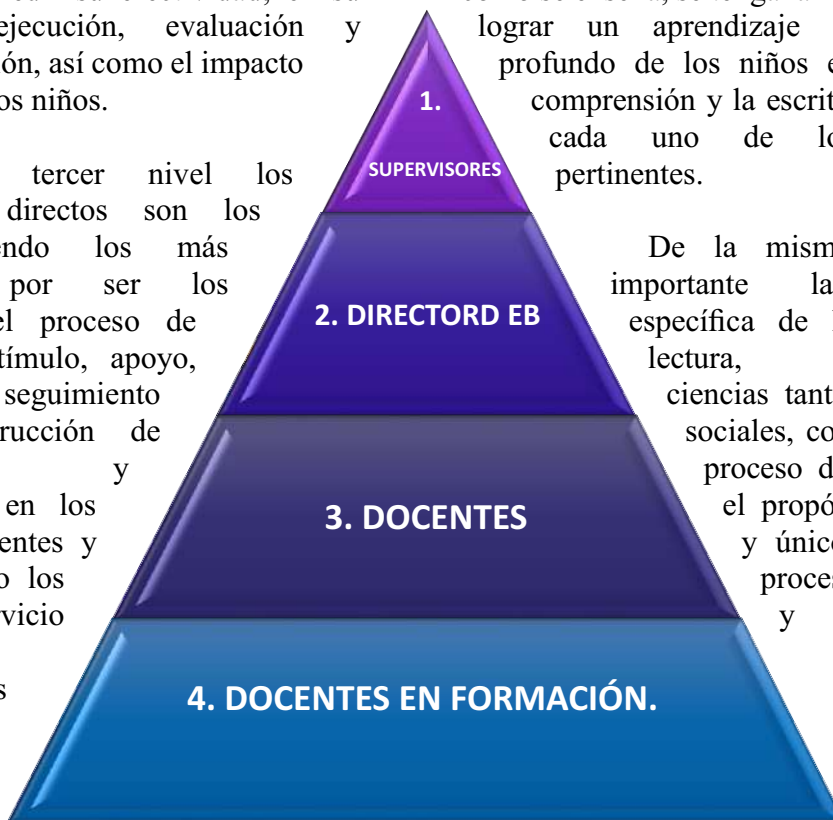 ejecución, evaluación y
ón, así como el impacto
os niños.
tercer nivel los
directos son los
endo los más
por ser los
el proceso de
tímulo, apoyo,
seguimiento
rucción de
y
en los
entes y
o los
rvicio
s
1.
SUPERVISORES
2. DIRECTORD EB
3. DOCENTES
4. DOCENTES EN FORMACIÓN.
lograr un aprendizaje
profundo de los niños e
comprensión y la escrit
cada uno de lo
pertinentes.
De la mism
importante la
específica de l
lectura,
ciencias tant
sociales, co
proceso d
el propó
y único
proces
y